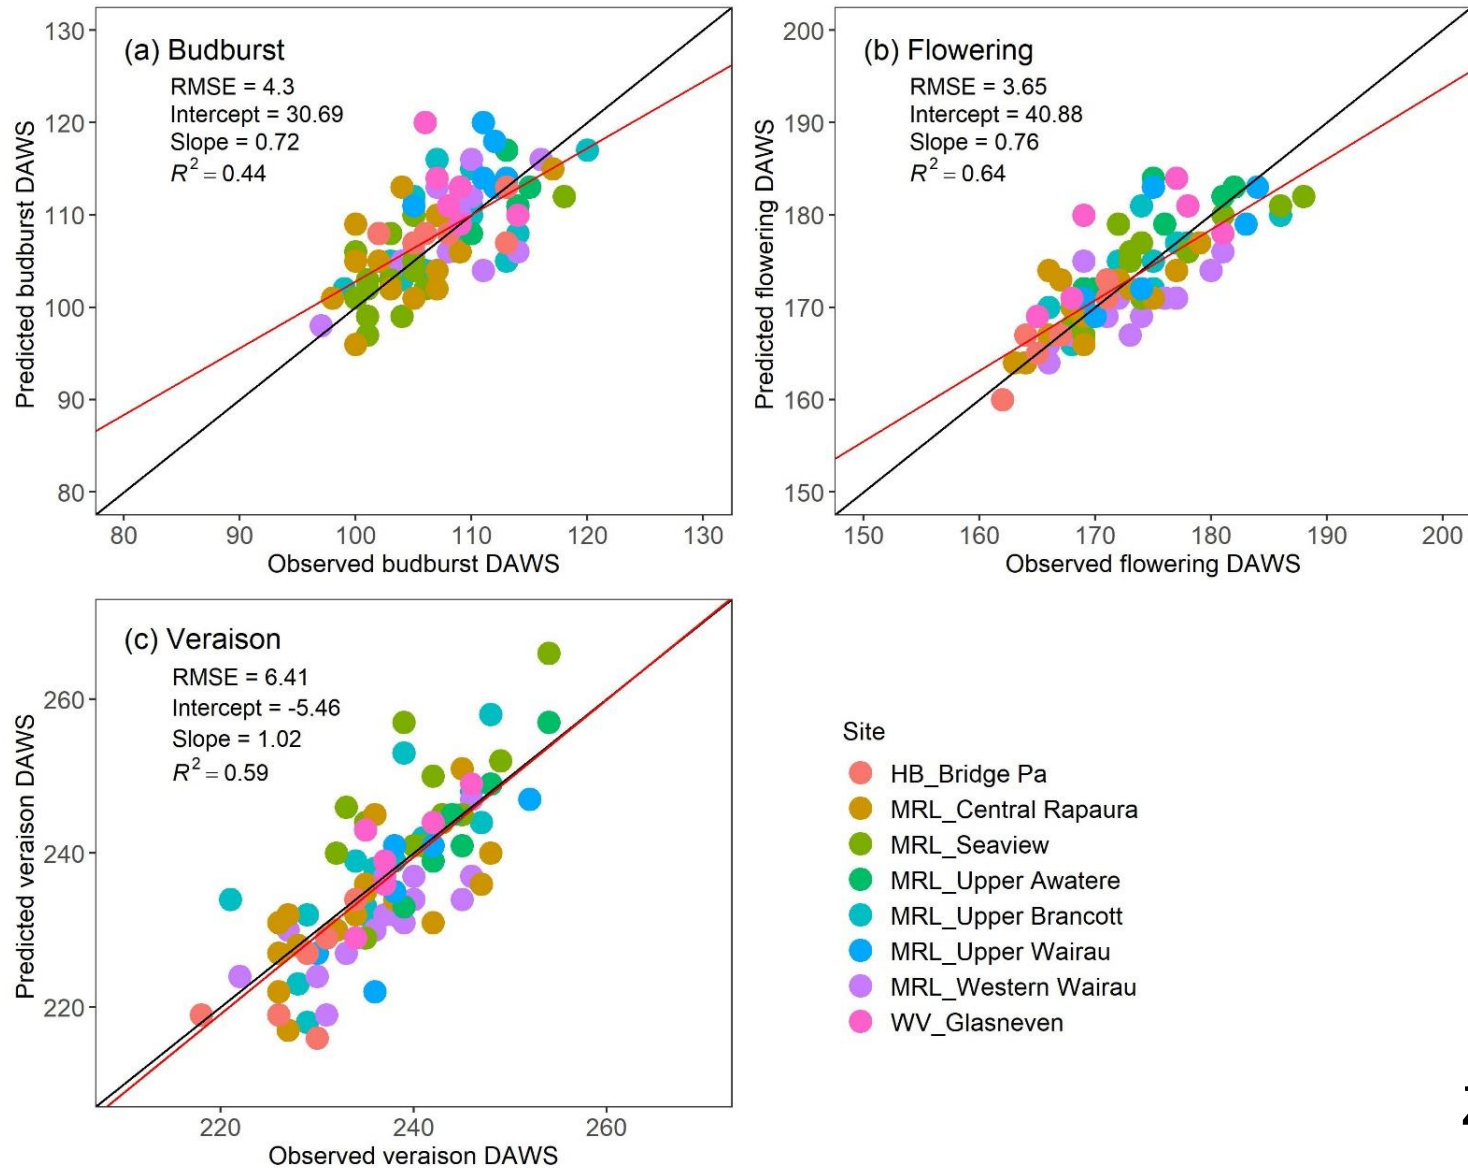 (a) Budburst
RMSE = 4.3
Intercept = 30.69
Slope = 0.72
R² = 0.44
130
120
110
100
90
80
Predicted budburst DAWS
80 90 100 110 120 130
Observed budburst DAWS
(b) Flowering
RMSE = 3.65
Intercept = 40.88
Slope = 0.76
R² = 0.64
200
190
180
170
160
150
Predicted flowering DAWS
150 160 170 180 190 200
Observed flowering DAWS
(c) Veraison
RMSE = 6.41
Intercept = -5.46
Slope = 1.02
R² = 0.59
260
240
220
Predicted veraison DAWS
220 240 260
Observed veraison DAWS
Site
HB_Bridge Pa
MRL_Central Rapaura
MRL_Seaview
MRL_Upper Awatere
MRL_Upper Brancott
MRL_Upper Wairau
MRL_Western Wairau
WV_Glasneven